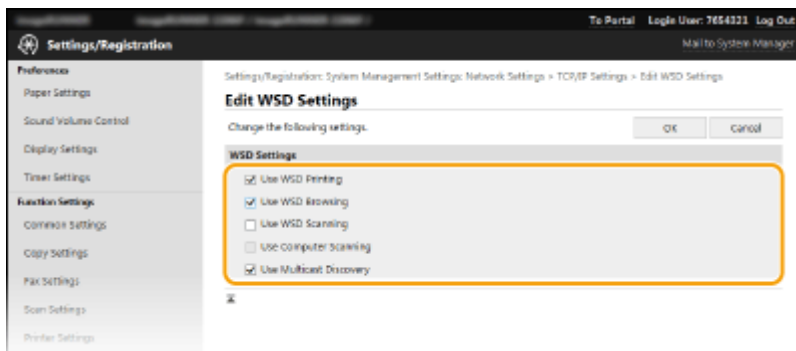 To Portal Login User: 7654321 Log Out
Settings/Registration
Mail to System Manager
Preferences
Paper Settings
Sound Volume Control
Display Settings
Timer Settings
Function Settings
Common Settings
Copy Settings
Fax Settings
Scan Settings
Printer Settings
Settings/Registration: System Management Settings: Network Settings > TCP/IP Settings > Edit WSD Settings
Edit WSD Settings
Change the following settings.
OK
Cancel
WSD Settings
Use WSD Printing
Use WSD Browsing
Use WSD Scanning
Use Computer Scanning
Use Multicast Discovery